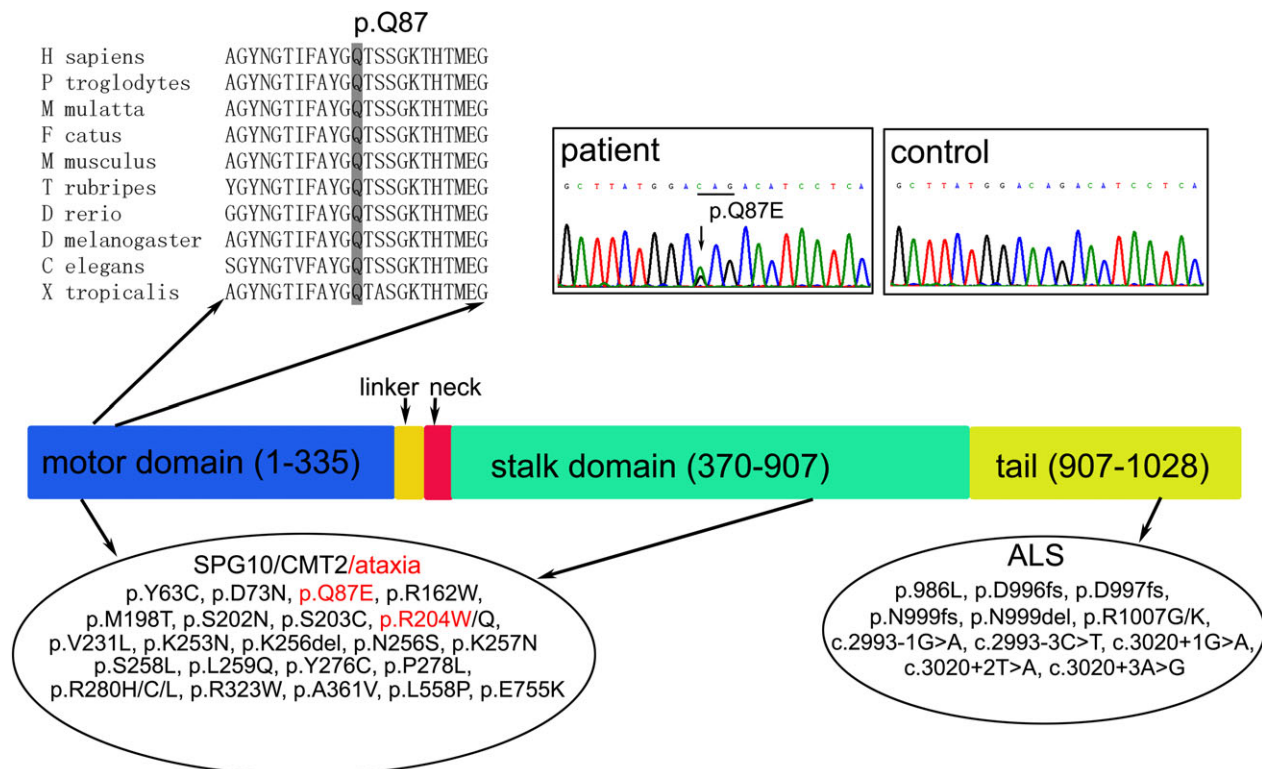 p.Q87
H sapiens AGYNGTIFAYGQTSSGKTHTMEG
P troglodytes AGYNGTIFAYGQTSSGKTHTMEG
M mulatta AGYNGTIFAYGQTSSGKTHTMEG
F catus AGYNGTIFAYGQTSSGKTHTMEG
M musculus AGYNGTIFAYGQTSSGKTHTMEG
T rubripes YGYNGTIFAYGQTSSGKTHTMEG
D rerio GGYNGTIFAYGQTSSGKTHTMEG
D melanogaster AGYNGTIFAYGQTSSGKTHTMEG
C elegans SGYNGTVFAYGQTSSGKTHTMEG
X tropicalis AGYNGTIFAYGQTASGKTHTMEG
patient
G C T T A T G G A C A G A C A T C C T C A
p.Q87E
control
G C T T A T G G A C A G A C A T C C T C A
linker neck
motor domain (1-335)
stalk domain (370-907)
tail (907-1028)
SPG10/CMT2/ataxia
p.Y63C, p.D73N, p.Q87E, p.R162W,
p.M198T, p.S202N, p.S203C, p.R204W/Q,
p.V231L, p.K253N, p.K256del, p.N256S, p.K257N
p.S258L, p.L259Q, p.Y276C, p.P278L,
p.R280H/C/L, p.R323W, p.A361V, p.L558P, p.E755K
ALS
p.986L, p.D996fs, p.D997fs,
p.N999fs, p.N999del, p.R1007G/K,
c.2993-1G>A, c.2993-3C>T, c.3020+1G>A,
c.3020+2T>A, c.3020+3A>G